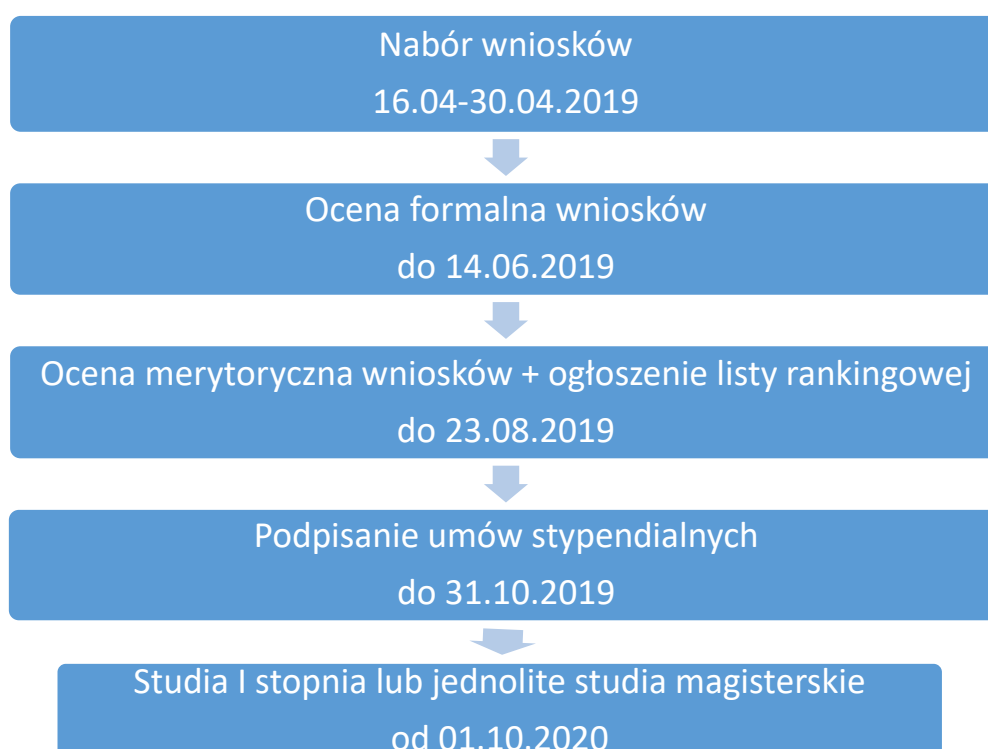 Nabór wniosków
16.04-30.04.2019
Ocena formalna wniosków
do 14.06.2019
Ocena merytoryczna wniosków + ogłoszenie listy rankingowej
do 23.08.2019
Podpisanie umów stypendialnych
do 31.10.2019
Studia I stopnia lub jednolite studia magisterskie
od 01.10.2020